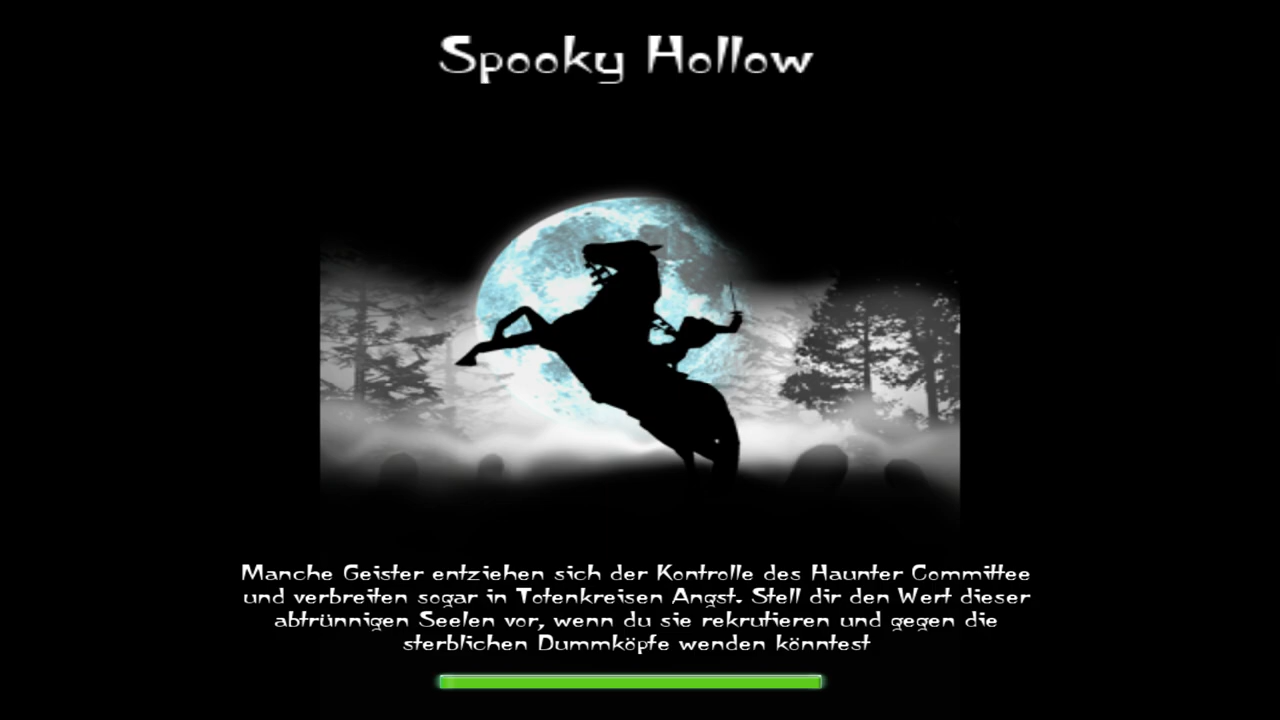 Spooky Hollow
Manche Geister entziehen sich der Kontrolle des Haunter Committee
und verbreiten sogar in Totenkreisen Angst. Stell dir den Wert dieser
abtrünnigen Seelen vor, wenn du sie rekrutieren und gegen die
sterblichen Dummköpfe wenden könntest